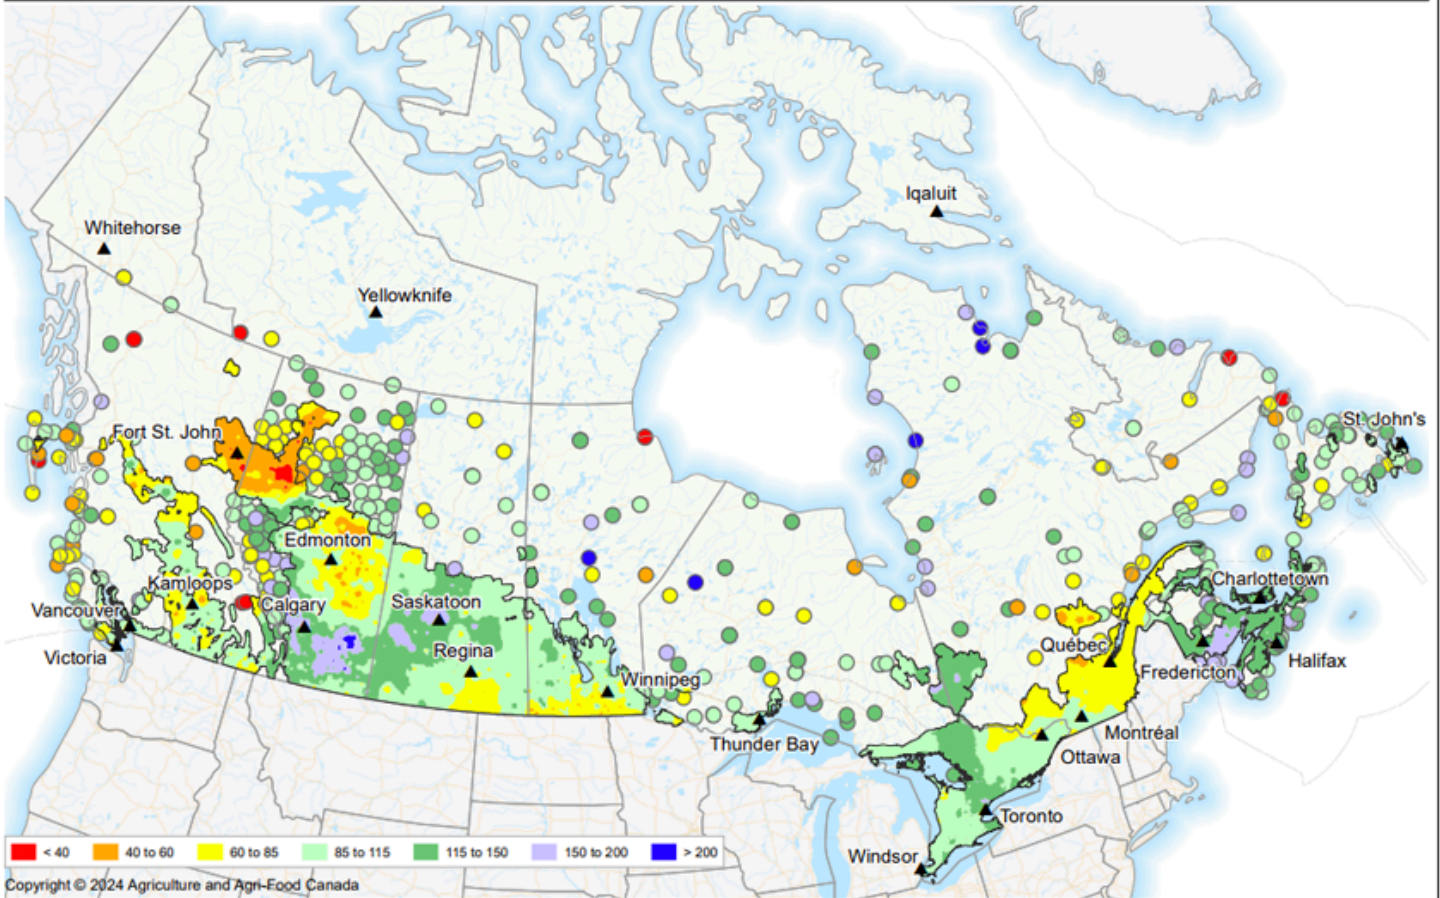 Iqaluit
Whitehorse
Yellowknife
St. John's
Fort St. John
Edmonton
Charlottetown
Kamloops
Vancouver
Calgary
Saskatoon
Québec
Victoria
Regina
Halifax
Fredericton
Winnipeg
Montréal
Thunder Bay
Ottawa
Toronto
Windsor
< 40 40 to 60 60 to 85 85 to 115 115 to 150 150 to 200 > 200
Copyright © 2024 Agriculture and Agri-Food Canada